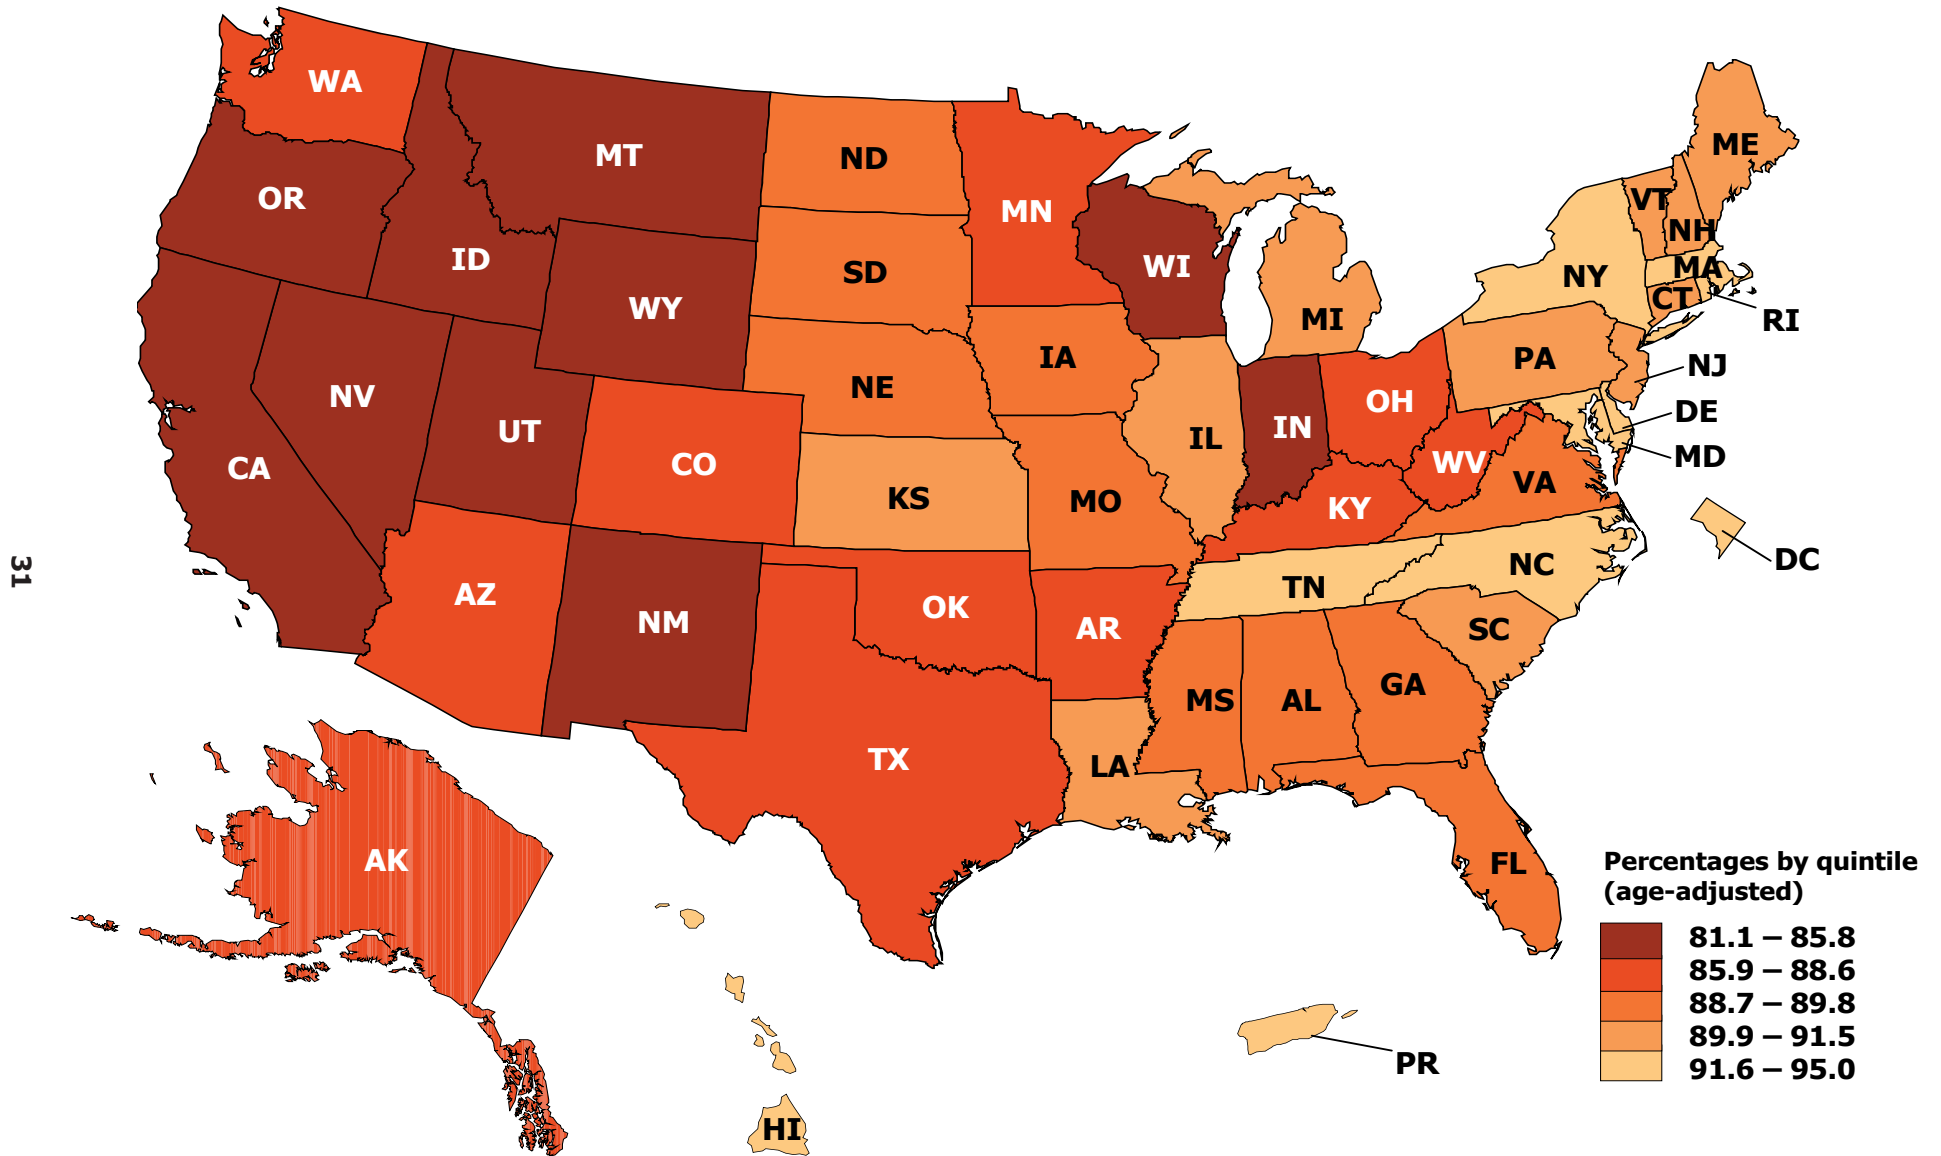 WA
MT
ND
ME
MN
VT
OR
NH
ID
WI
MA
SD
NY
CT
WY
MI
RI
IA
PA
NJ
NE
NV
OH
DE
UT
IN
IL
MD
CO
WV
CA
VA
KS
MO
KY
31
DC
NC
TN
AZ
OK
NM
AR
SC
GA
MS
AL
TX
LA
AK
FL
Percentages by quintile
(age-adjusted)
81.1 – 85.8
85.9 – 88.6
88.7 – 89.8
89.9 – 91.5
91.6 – 95.0
PR
HI